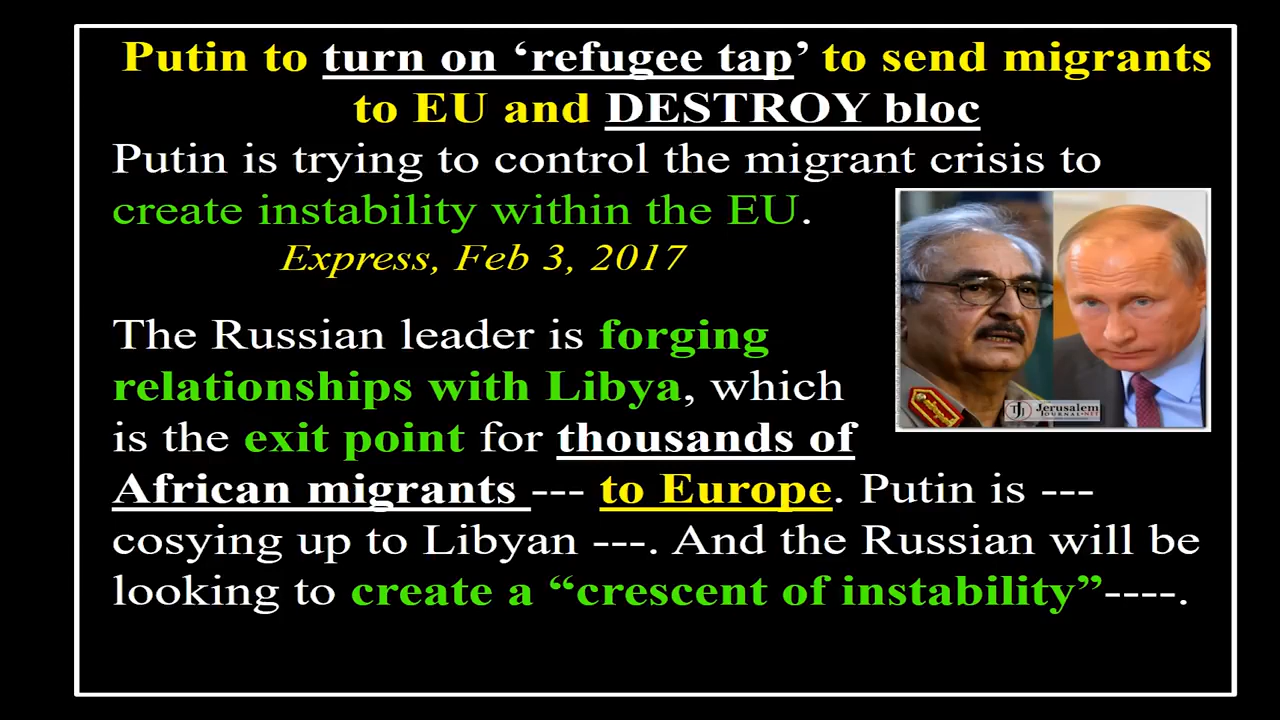 Putin to turn on ‘refugee tap’ to send migrants
to EU and DESTROY bloc
Putin is trying to control the migrant crisis to
create instability within the EU.
Express, Feb 3, 2017
The Russian leader is forging
relationships with Libya, which
is the exit point for thousands of
African migrants --- to Europe. Putin is ---
cosying up to Libyan ---. And the Russian will be
looking to create a “crescent of instability”----.
TJJ Jerusalem
JOURNAL.NET